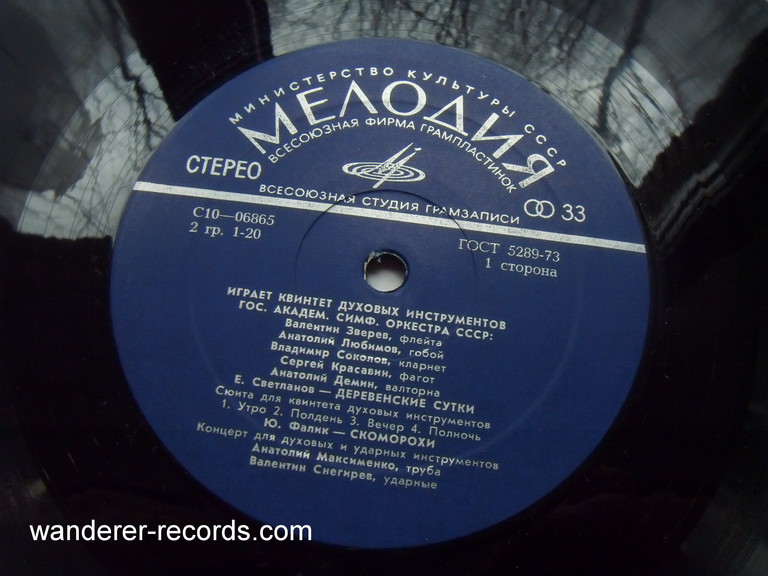 МИНИСТЕРСТВО КУЛЬТУРЫ СССР
МЕЛОДИЯ
ВСЕСОЮЗНАЯ ФИРМА ГРАМПЛАСТИНОК
СТЕРЕО
33
ВСЕСОЮЗНАЯ СТУДИЯ ГРАМЗАПИСИ
С10—06865
2 гр. 1-20
ГОСТ 5289-73
1 сторона
ИГРАЕТ КВИНТЕТ ДУХОВЫХ ИНСТРУМЕНТОВ
ГОС. АКАДЕМ. СИМФ. ОРКЕСТРА СССР:
Валентин Зверев, флейта
Анатолий Любимов, гобой
Владимир Соколов, кларнет
Сергей Красавин, фагот
Анатолий Демин, валторна
Е. Светланов — ДЕРЕВЕНСКИЕ СУТКИ
Сюита для квинтета духовых инструментов
1. Утро 2. Полдень 3. Вечер 4. Полночь
Ю. Фалик — СКОМОРОХИ
Концерт для духовых и ударных инструментов
Анатолий Максименко, труба
Валентин Снегирев, ударные
wanderer-records.com